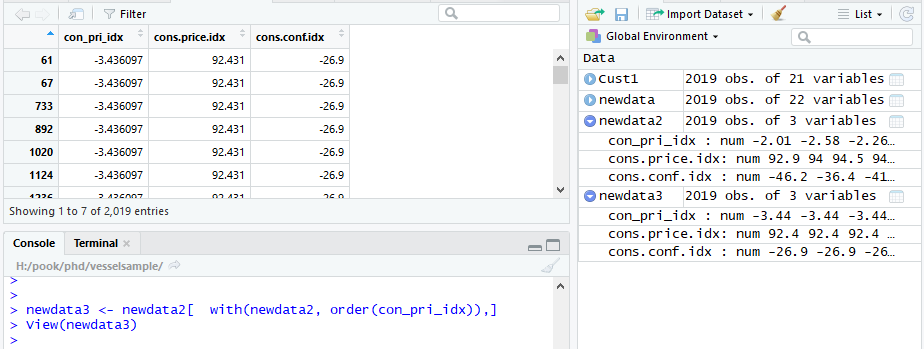 Filter
con_pri_idx cons.price.idx cons.conf.idx
61 -3.436097 92.431 -26.9
67 -3.436097 92.431 -26.9
733 -3.436097 92.431 -26.9
892 -3.436097 92.431 -26.9
1020 -3.436097 92.431 -26.9
1124 -3.436097 92.431 -26.9
1236 -3.436097 92.431 -26.9
Showing 1 to 7 of 2,019 entries
Console Terminal
H:/pook/phd/vesselsample/
>
>
> newdata3 <- newdata2[  with(newdata2, order(con_pri_idx)),]
> View(newdata3)
>
Import Dataset List
Global Environment
Data
Cust1 2019 obs. of 21 variables
newdata 2019 obs. of 22 variables
newdata2 2019 obs. of 3 variables
con_pri_idx : num -2.01 -2.58 -2.26…
cons.price.idx: num 92.9 94 94.5 94…
cons.conf.idx : num -46.2 -36.4 -41…
newdata3 2019 obs. of 3 variables
con_pri_idx : num -3.44 -3.44 -3.44…
cons.price.idx: num 92.4 92.4 92.4 …
cons.conf.idx : num -26.9 -26.9 -26…